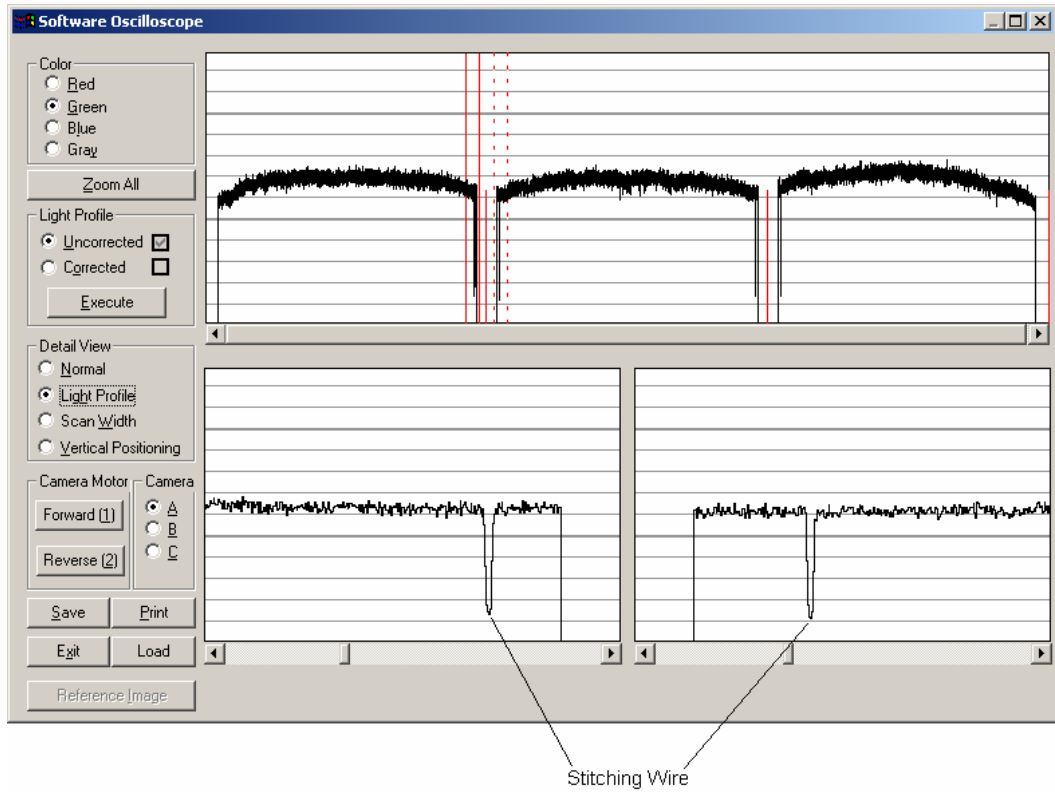 Software Oscilloscope
Color
Red
Green
Blue
Gray
Zoom All
Light Profile
Uncorrected
Corrected
Execute
Detail View
Normal
Light Profile
Scan Width
Vertical Positioning
Camera Motor
Forward (1)
Reverse (2)
Camera
A
B
C
Save
Print
Exit
Load
Reference Image
Stitching Wire